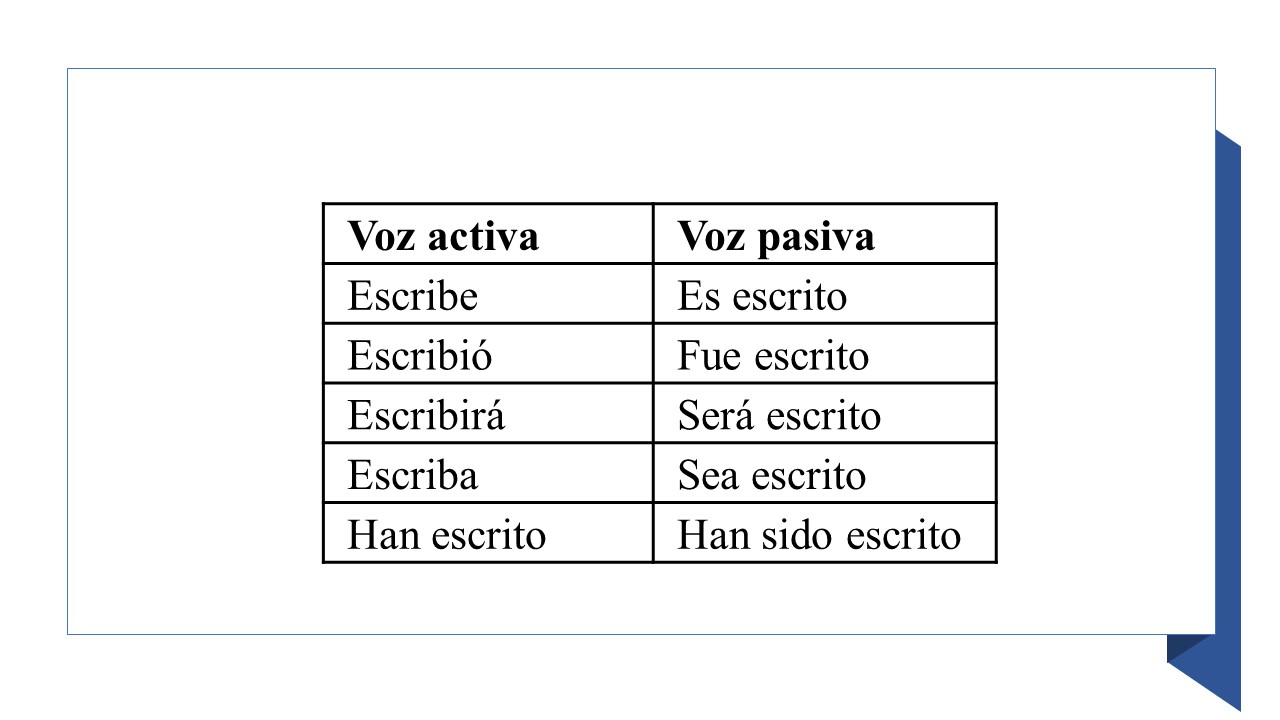 Voz activa Voz pasiva
Escribe Es escrito
Escribió Fue escrito
Escribirá Será escrito
Escriba Sea escrito
Han escrito Han sido escrito